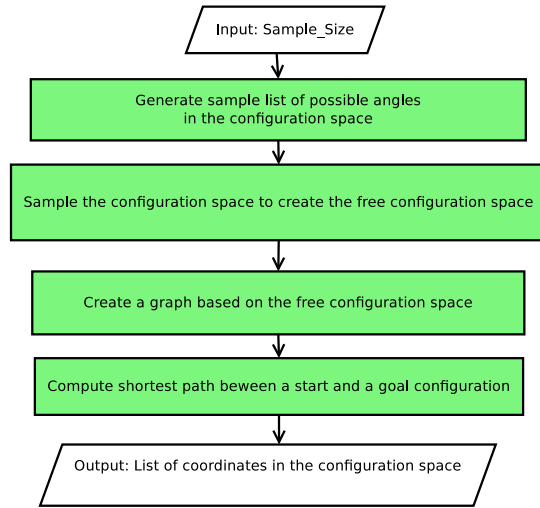 Input: Sample_Size
Generate sample list of possible angles
in the configuration space
Sample the configuration space to create the free configuration space
Create a graph based on the free configuration space
Compute shortest path beween a start and a goal configuration
Output: List of coordinates in the configuration space